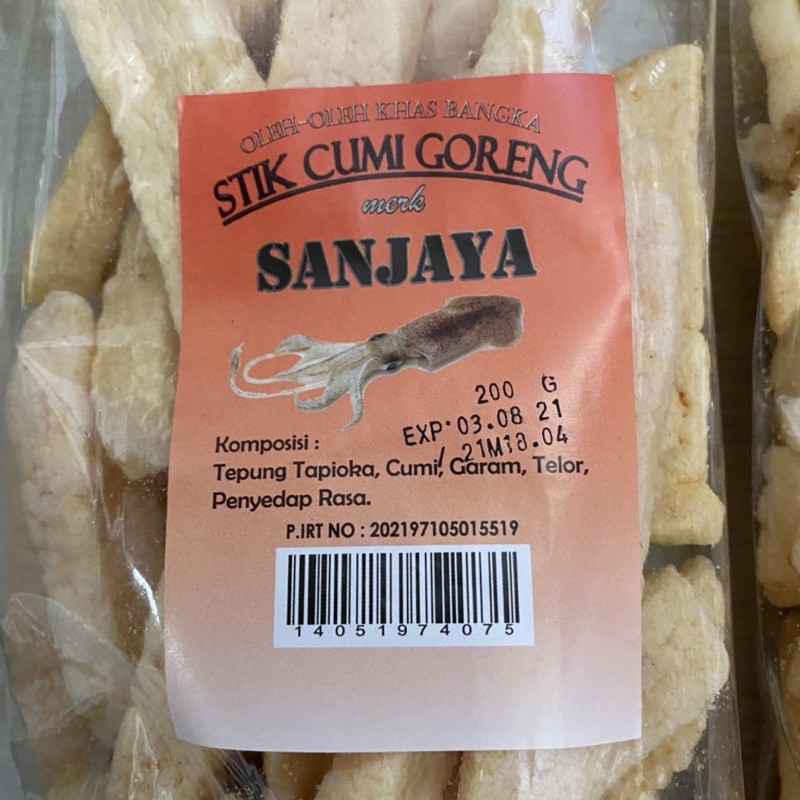 OLEH-OLEH KHAS BANGKA
STIK CUMI GORENG
merk
SANJAYA
200 G
EXP·03.08 21
/ 21M18.04
Komposisi :
Tepung Tapioka, Cumi, Garam, Telor,
Penyedap Rasa.
P.IRT NO : 202197105015519
14051974075